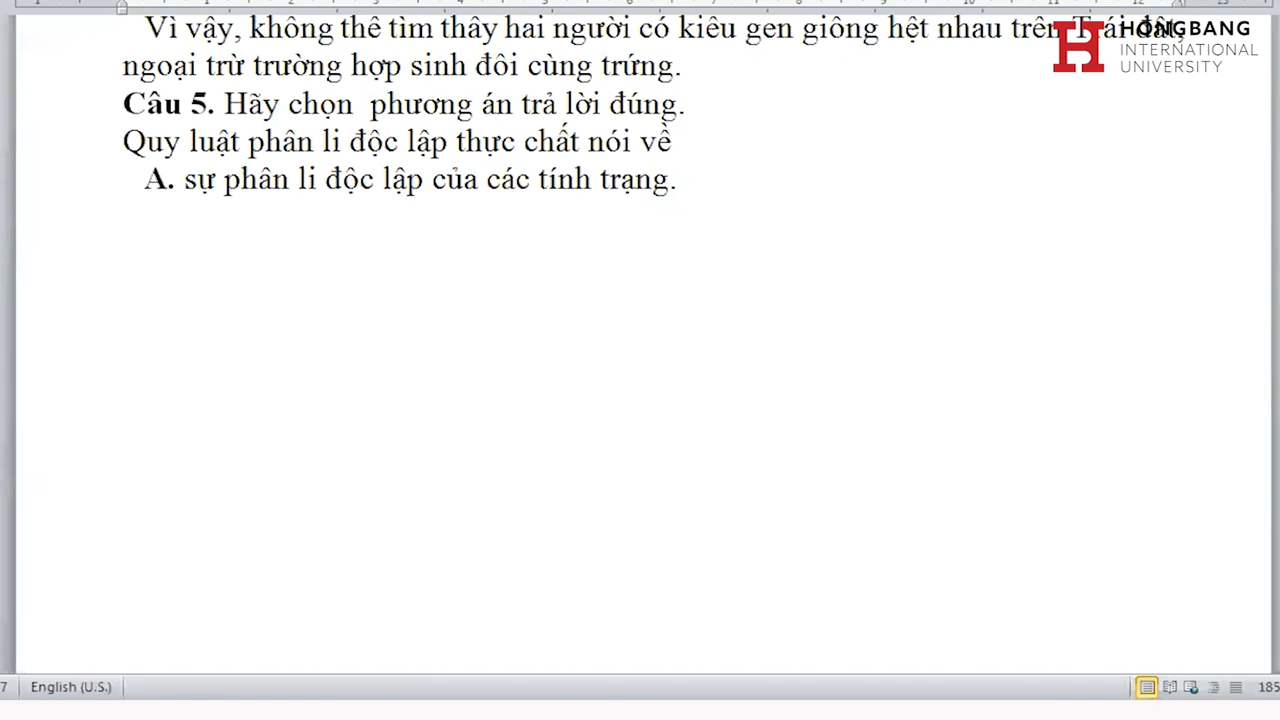 Vì vậy, không thể tìm thấy hai người có kiểu gen giống hệt nhau trên Trái đất,
ngoại trừ trường hợp sinh đôi cùng trứng.
Câu 5. Hãy chọn phương án trả lời đúng.
Quy luật phân li độc lập thực chất nói về
A. sự phân li độc lập của các tính trạng.
HONGBANG
INTERNATIONAL
UNIVERSITY
English (U.S.)